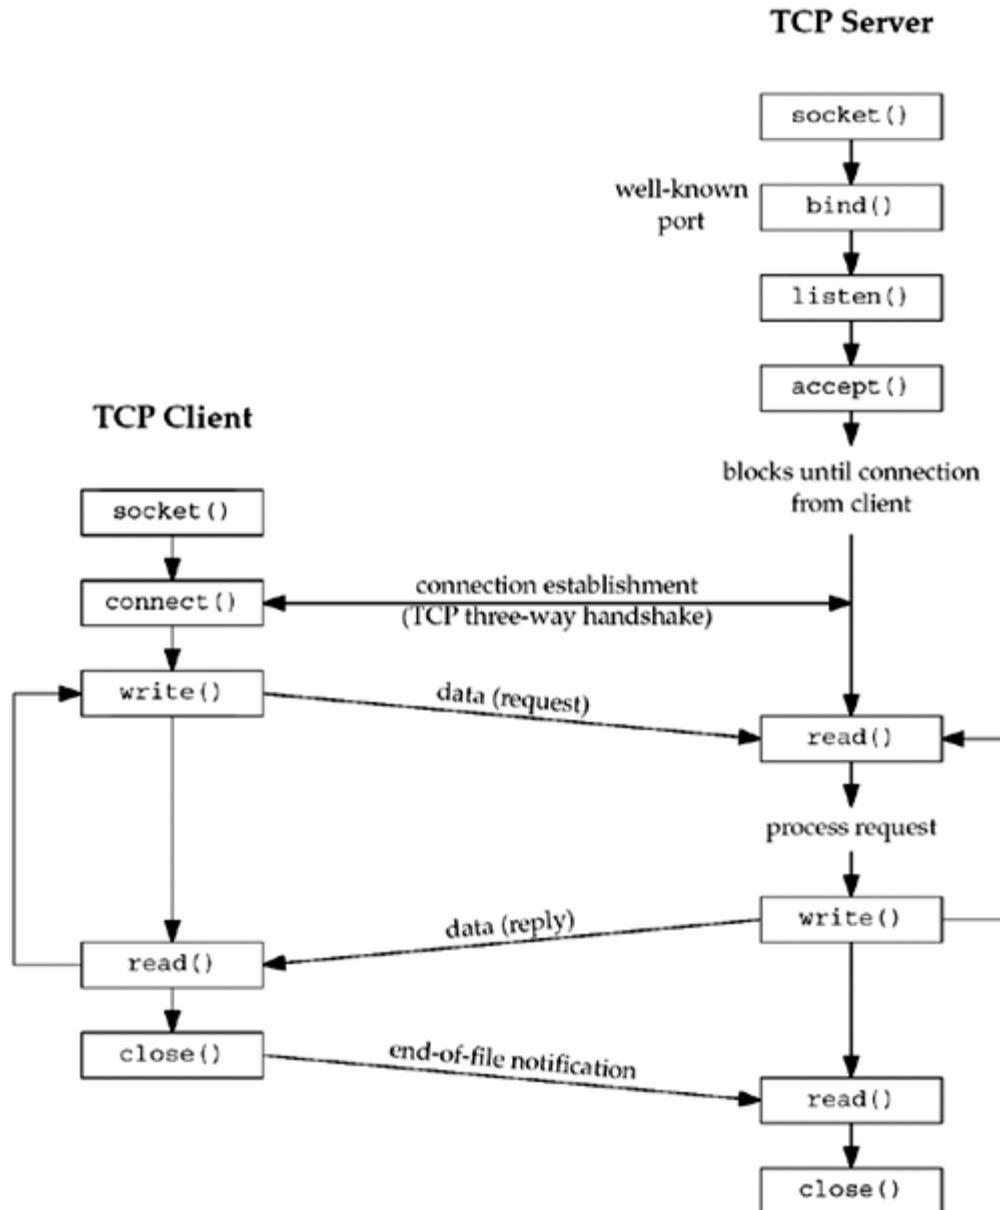 TCP Server
socket()
well-known
port
bind()
listen()
accept()
blocks until connection
from client
TCP Client
socket()
connect()
connection establishment
(TCP three-way handshake)
write()
data (request)
read()
process request
write()
data (reply)
read()
close()
end-of-file notification
read()
close()